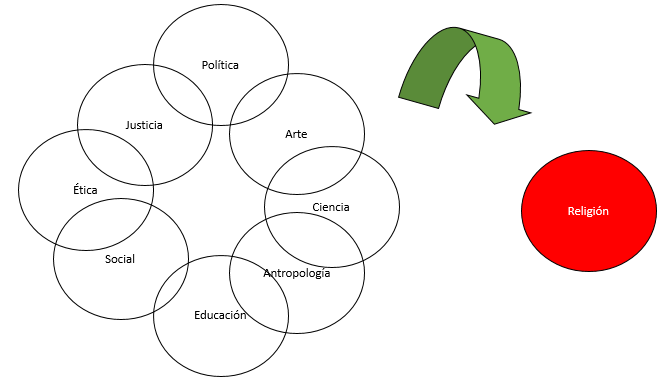 Política
Justicia
Arte
Ética
Ciencia
Religión
Social
Antropología
Educación